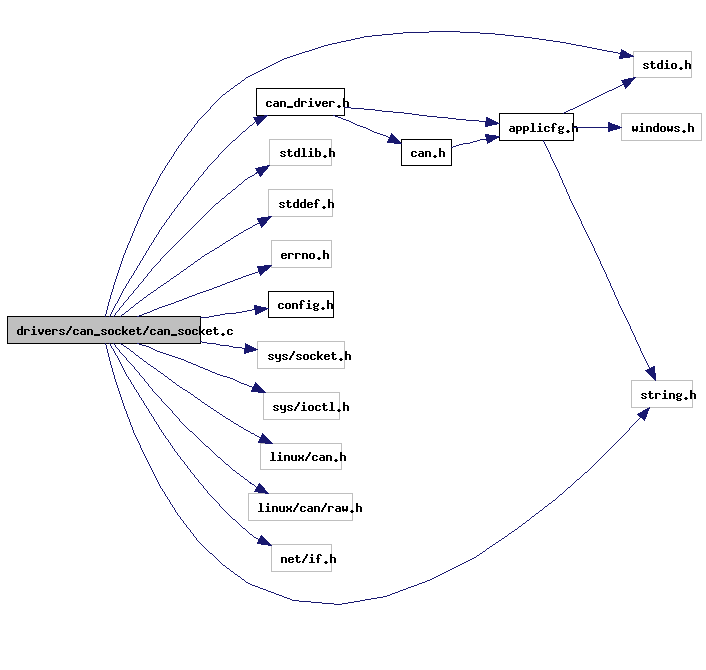 stdio.h
can_driver.h
applicfg.h
windows.h
can.h
stdlib.h
stddef.h
errno.h
config.h
drivers/can_socket/can_socket.c
sys/socket.h
sys/ioctl.h
string.h
linux/can.h
linux/can/raw.h
net/if.h